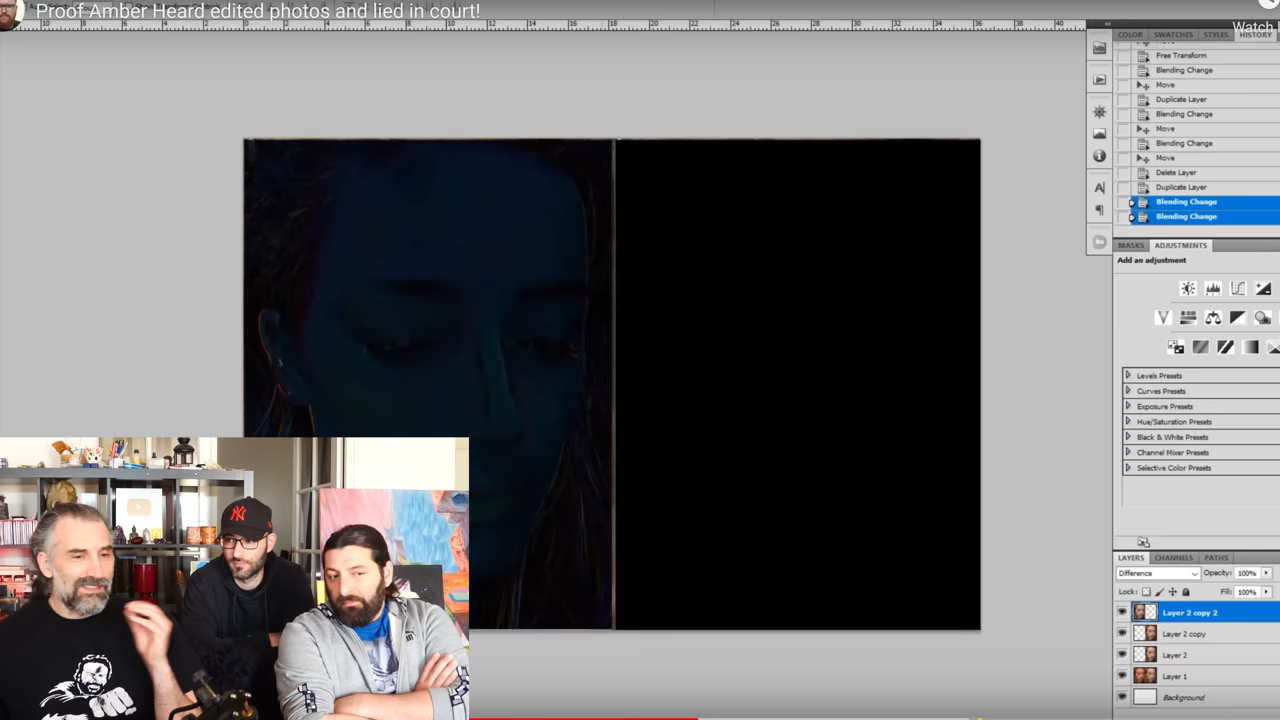 Proof Amber Heard edited photos and lied in court!
Watch
COLOR SWATCHES STYLES HISTORY
Free Transform
Blending Change
Move
Duplicate Layer
Blending Change
Move
Blending Change
Move
Delete Layer
Duplicate Layer
Blending Change
Blending Change
MASKS ADJUSTMENTS
Add an adjustment
Levels Presets
Curves Presets
Exposure Presets
Hue/Saturation Presets
Black & White Presets
Channel Mixer Presets
Selective Color Presets
LAYERS CHANNELS PATHS
Difference Opacity: 100%
Lock: Fill: 100%
Layer 2 copy 2
Layer 2 copy
Layer 2
Layer 1
Background